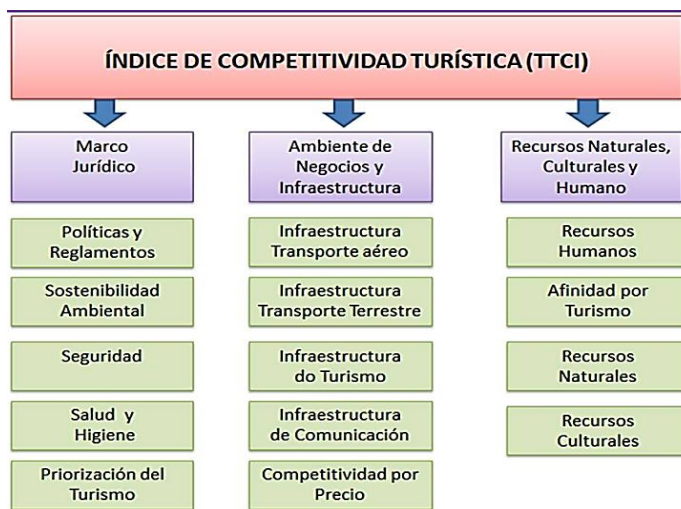 ÍNDICE DE COMPETITIVIDAD TURÍSTICA (TTCI)
Marco
Jurídico
Políticas y
Reglamentos
Sostenibilidad
Ambiental
Seguridad
Salud y
Higiene
Priorización del
Turismo
Ambiente de
Negocios y
Infraestructura
Infraestructura
Transporte aéreo
Infraestructura
Transporte Terrestre
Infraestructura
do Turismo
Infraestructura
de Comunicación
Competitividad por
Precio
Recursos Naturales,
Culturales y
Humano
Recursos
Humanos
Afinidad por
Turismo
Recursos
Naturales
Recursos
Culturales